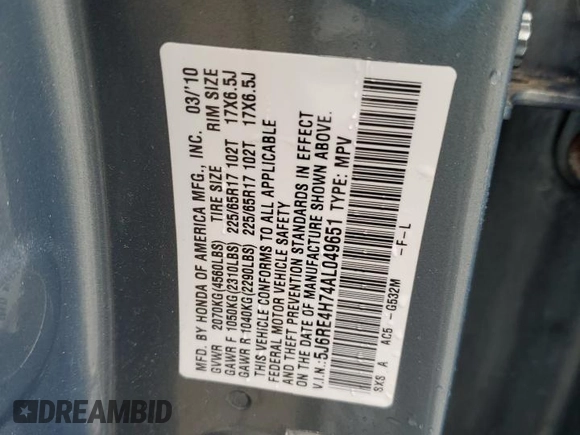 MFD. BY HONDA OF AMERICA MFG., INC. 03/'10
GVWR 2070KG(4560LBS) TIRE SIZE RIM SIZE
GAWR F 1050KG(2310LBS) 225/65R17 102T 17X6.5J
GAWR R 1040KG(2290LBS) 225/65R17 102T 17X6.5J
THIS VEHICLE CONFORMS TO ALL APPLICABLE
FEDERAL MOTOR VEHICLE SAFETY
AND THEFT PREVENTION STANDARDS IN EFFECT
ON THE DATE OF MANUFACTURE SHOWN ABOVE.
V.I.N.: 5J6RE4H74AL049651 TYPE: MPV
SXS A AC5 -G532M -F-L
DREAMBID